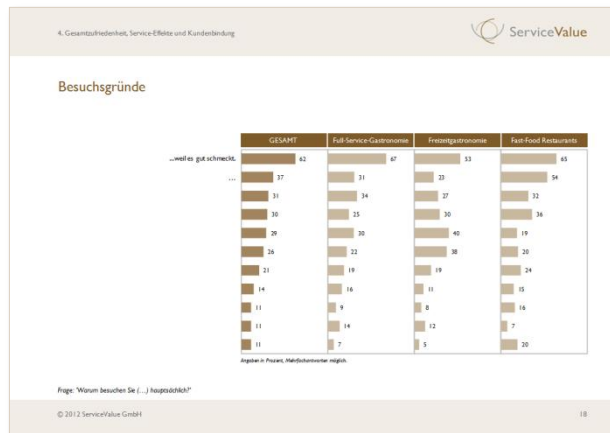 4. Gesamtzufriedenheit, Service-Effekte und Kundenbindung
ServiceValue
Besuchsgründe
GESAMT Full-Service-Gastronomie Freizeitgastronomie Fast-Food Restaurants
...weil es gut schmeckt. 62 67 53 65
... 37 31 23 54
31 34 27 32
30 25 30 36
29 30 40 19
26 22 38 20
21 19 19 24
14 16 11 15
11 9 8 16
11 14 12 7
11 7 5 20
Angaben in Prozent, Mehrfachantworten möglich.
Frage: "Warum besuchen Sie (...) hauptsächlich?"
© 2012 ServiceValue GmbH 18